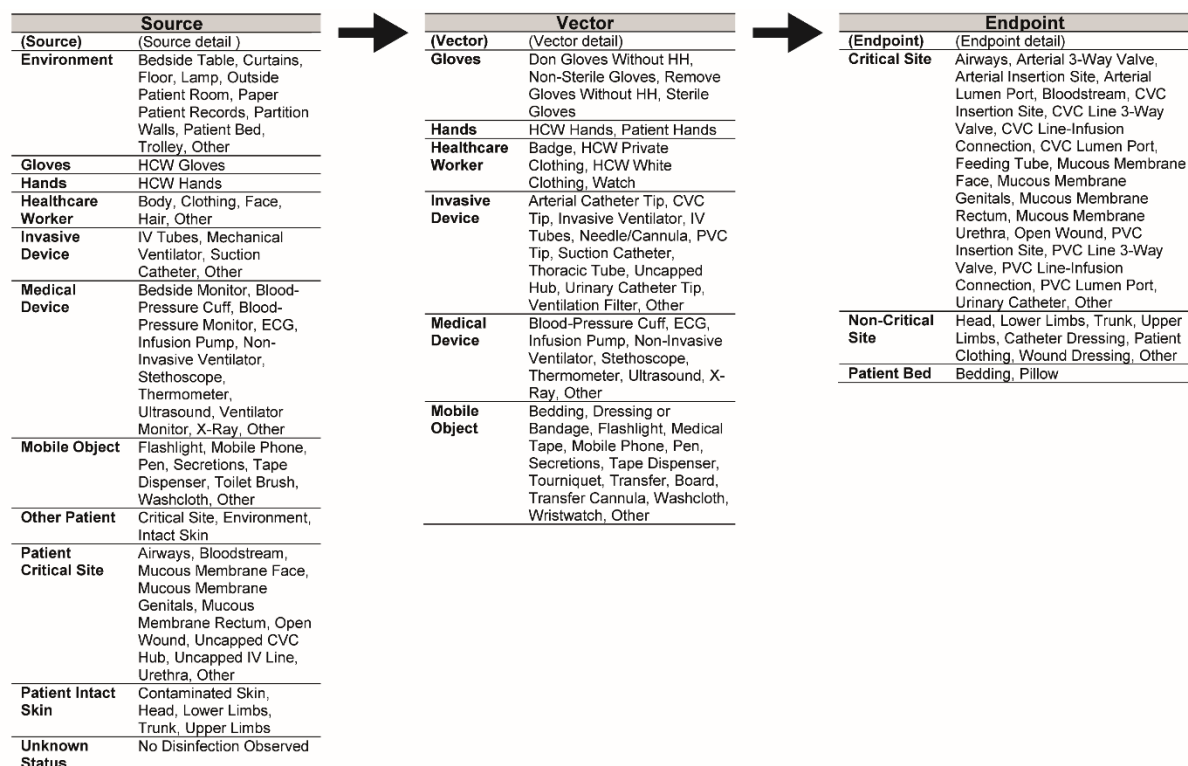 Source
(Source) (Source detail )
Environment Bedside Table, Curtains,
Floor, Lamp, Outside
Patient Room, Paper
Patient Records, Partition
Walls, Patient Bed,
Trolley, Other
Gloves HCW Gloves
Hands HCW Hands
Healthcare Body, Clothing, Face,
Worker Hair, Other
Invasive IV Tubes, Mechanical
Device Ventilator, Suction
Catheter, Other
Medical Bedside Monitor, Blood-
Device Pressure Cuff, Blood-
Pressure Monitor, ECG,
Infusion Pump, Non-
Invasive Ventilator,
Stethoscope,
Thermometer,
Ultrasound, Ventilator
Monitor, X-Ray, Other
Mobile Object Flashlight, Mobile Phone,
Pen, Secretions, Tape
Dispenser, Toilet Brush,
Washcloth, Other
Other Patient Critical Site, Environment,
Intact Skin
Patient Airways, Bloodstream,
Critical Site Mucous Membrane Face,
Mucous Membrane
Genitals, Mucous
Membrane Rectum, Open
Wound, Uncapped CVC
Hub, Uncapped IV Line,
Urethra, Other
Patient Intact Contaminated Skin,
Skin Head, Lower Limbs,
Trunk, Upper Limbs
Unknown No Disinfection Observed
Status
Vector
(Vector) (Vector detail)
Gloves Don Gloves Without HH,
Non-Sterile Gloves, Remove
Gloves Without HH, Sterile
Gloves
Hands HCW Hands, Patient Hands
Healthcare Badge, HCW Private
Worker Clothing, HCW White
Clothing, Watch
Invasive Arterial Catheter Tip, CVC
Device Tip, Invasive Ventilator, IV
Tubes, Needle/Cannula, PVC
Tip, Suction Catheter,
Thoracic Tube, Uncapped
Hub, Urinary Catheter Tip,
Ventilation Filter, Other
Medical Blood-Pressure Cuff, ECG,
Device Infusion Pump, Non-Invasive
Ventilator, Stethoscope,
Thermometer, Ultrasound, X-
Ray, Other
Mobile Bedding, Dressing or
Object Bandage, Flashlight, Medical
Tape, Mobile Phone, Pen,
Secretions, Tape Dispenser,
Tourniquet, Transfer, Board,
Transfer Cannula, Washcloth,
Wristwatch, Other
Endpoint
(Endpoint) (Endpoint detail)
Critical Site Airways, Arterial 3-Way Valve,
Arterial Insertion Site, Arterial
Lumen Port, Bloodstream, CVC
Insertion Site, CVC Line 3-Way
Valve, CVC Line-Infusion
Connection, CVC Lumen Port,
Feeding Tube, Mucous Membrane
Face, Mucous Membrane
Genitals, Mucous Membrane
Rectum, Mucous Membrane
Urethra, Open Wound, PVC
Insertion Site, PVC Line 3-Way
Valve, PVC Line-Infusion
Connection, PVC Lumen Port,
Urinary Catheter, Other
Non-Critical Head, Lower Limbs, Trunk, Upper
Site Limbs, Catheter Dressing, Patient
Clothing, Wound Dressing, Other
Patient Bed Bedding, Pillow